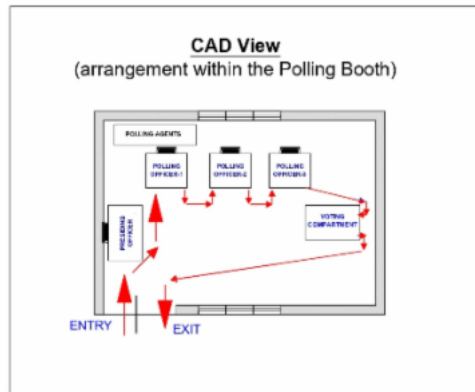 CAD View
(arrangement within the Polling Booth)
POLLING AGENTS
POLLING
OFFICER-1
POLLING
OFFICER-2
POLLING
OFFICER-3
PRESIDING
OFFICER
VOTING
COMPARTMENT
ENTRY
EXIT